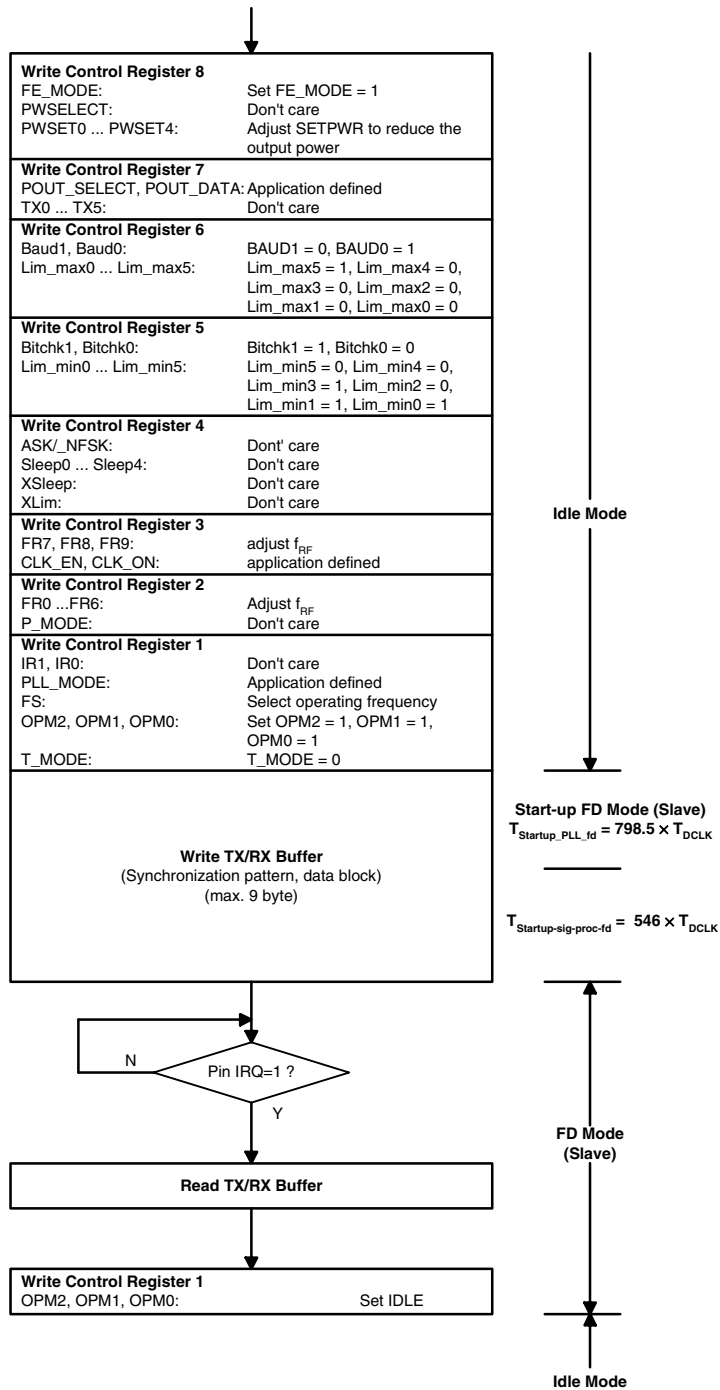 Write Control Register 8
FE_MODE: Set FE_MODE = 1
PWSELECT: Don't care
PWSET0 ... PWSET4: Adjust SETPWR to reduce the
output power
Write Control Register 7
POUT_SELECT, POUT_DATA: Application defined
TX0 ... TX5: Don't care
Write Control Register 6
Baud1, Baud0: BAUD1 = 0, BAUD0 = 1
Lim_max0 ... Lim_max5: Lim_max5 = 1, Lim_max4 = 0,
Lim_max3 = 0, Lim_max2 = 0,
Lim_max1 = 0, Lim_max0 = 0
Write Control Register 5
Bitchk1, Bitchk0: Bitchk1 = 1, Bitchk0 = 0
Lim_min0 ... Lim_min5: Lim_min5 = 0, Lim_min4 = 0,
Lim_min3 = 1, Lim_min2 = 0,
Lim_min1 = 1, Lim_min0 = 1
Write Control Register 4
ASK/_NFSK: Dont' care
Sleep0 ... Sleep4: Don't care
XSleep: Don't care
XLim: Don't care
Idle Mode
Write Control Register 3
FR7, FR8, FR9: adjust fRF
CLK_EN, CLK_ON: application defined
Write Control Register 2
FR0 ...FR6: Adjust fRF
P_MODE: Don't care
Write Control Register 1
IR1, IR0: Don't care
PLL_MODE: Application defined
FS: Select operating frequency
OPM2, OPM1, OPM0: Set OPM2 = 1, OPM1 = 1,
OPM0 = 1
T_MODE: T_MODE = 0
Start-up FD Mode (Slave)
TStartup_PLL_fd = 798.5 × TDCLK
Write TX/RX Buffer
(Synchronization pattern, data block)
(max. 9 byte)
TStartup-sig-proc-fd = 546 × TDCLK
N
Pin IRQ=1 ?
Y
FD Mode
(Slave)
Read TX/RX Buffer
Write Control Register 1
OPM2, OPM1, OPM0: Set IDLE
Idle Mode